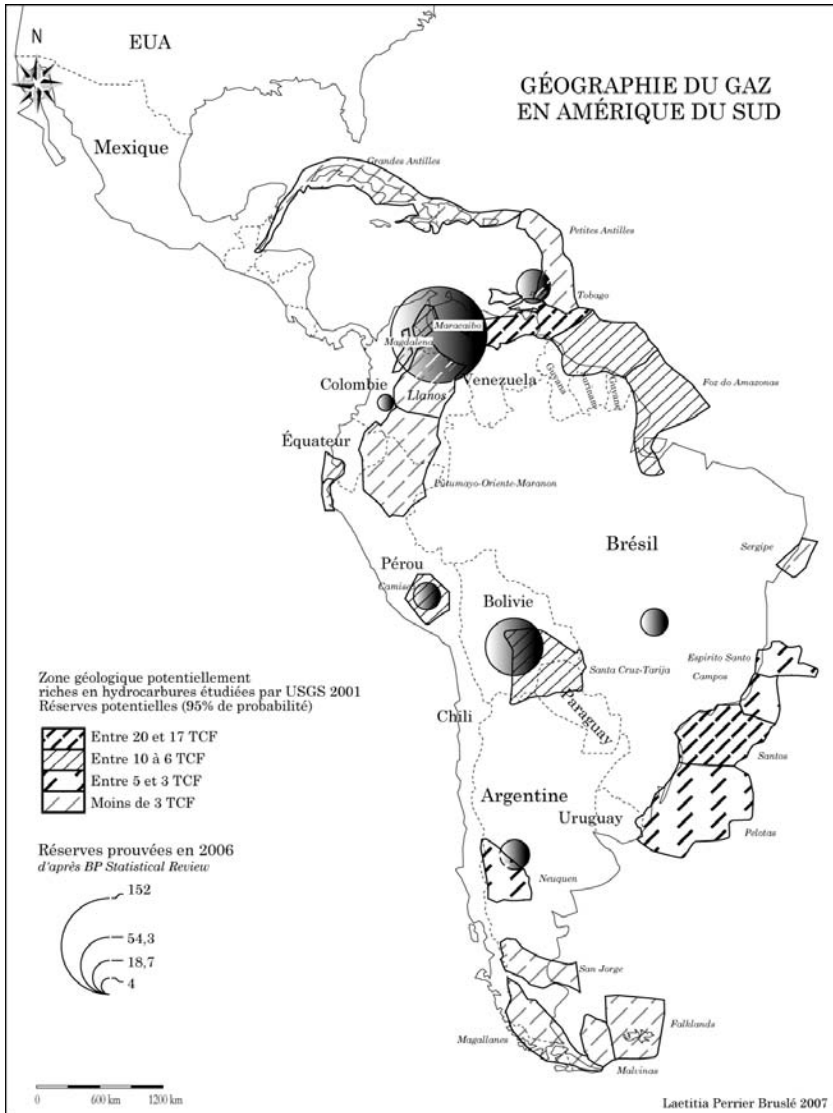 N
EUA
GÉOGRAPHIE DU GAZ
EN AMÉRIQUE DU SUD
Mexique
Grandes Antilles
Petites Antilles
Tobago
Maracaibo
Magdalena
Venezuela
Guyana
Surinam
Guyane
Foz do Amazonas
Colombie
Llanos
Équateur
Putumayo-Oriente-Maranon
Brésil
Sergipe
Pérou
Camisea
Bolivie
Espirito Santo
Campos
Santa Cruz-Tarija
Paraguay
Zone géologique potentiellement
riches en hydrocarbures étudiées par USGS 2001
Réserves potentielles (95% de probabilité)
Entre 20 et 17 TCF
Entre 10 à 6 TCF
Entre 5 et 3 TCF
Moins de 3 TCF
Chili
Santos
Argentine
Uruguay
Pelotas
Réserves prouvées en 2006
d'après BP Statistical Review
152
54,3
18,7
4
Neuquen
San Jorge
Magallanes
Falklands
Malvinas
0 600 km 1200 km
Laetitia Perrier Bruslé 2007